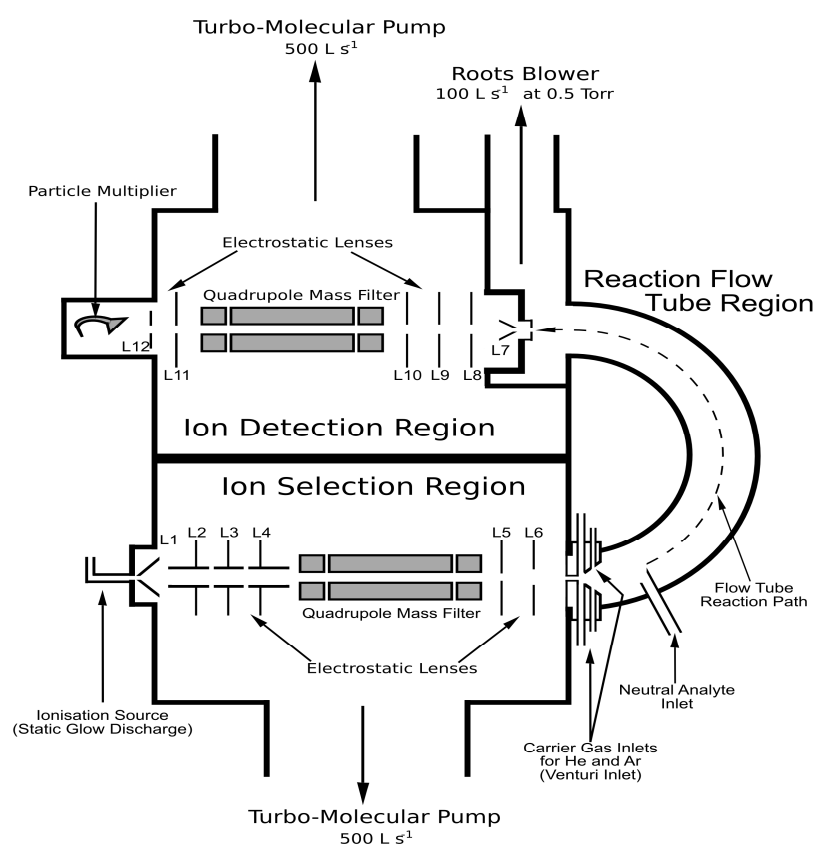 Turbo-Molecular Pump
500 L s¹
Roots Blower
100 L s¹ at 0.5 Torr
Particle Multiplier
Electrostatic Lenses
Reaction Flow
Tube Region
Quadrupole Mass Filter
L12
L11
L10
L9
L8
L7
Ion Detection Region
Ion Selection Region
L1
L2
L3
L4
L5
L6
Quadrupole Mass Filter
Flow Tube
Reaction Path
Electrostatic Lenses
Neutral Analyte
Inlet
Ionisation Source
(Static Glow Discharge)
Carrier Gas Inlets
for He and Ar
(Venturi Inlet)
Turbo-Molecular Pump
500 L s¹